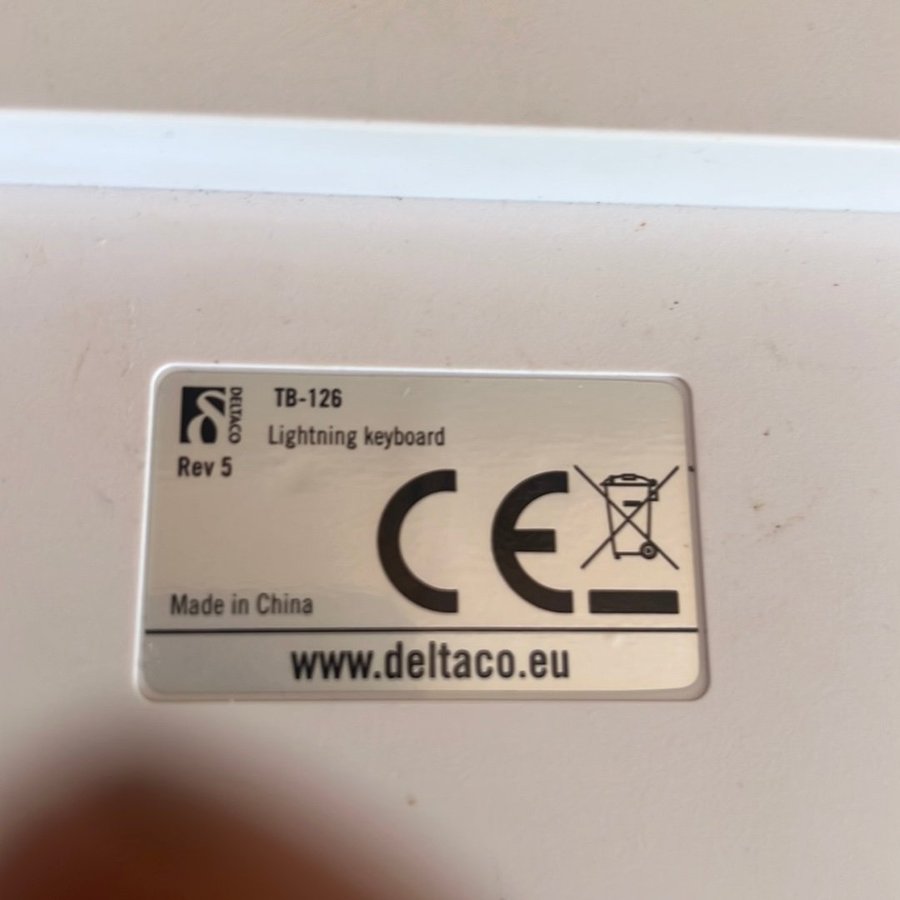 DELTACO
TB-126
Lightning keyboard
Rev 5
CE
Made in China
www.deltaco.eu